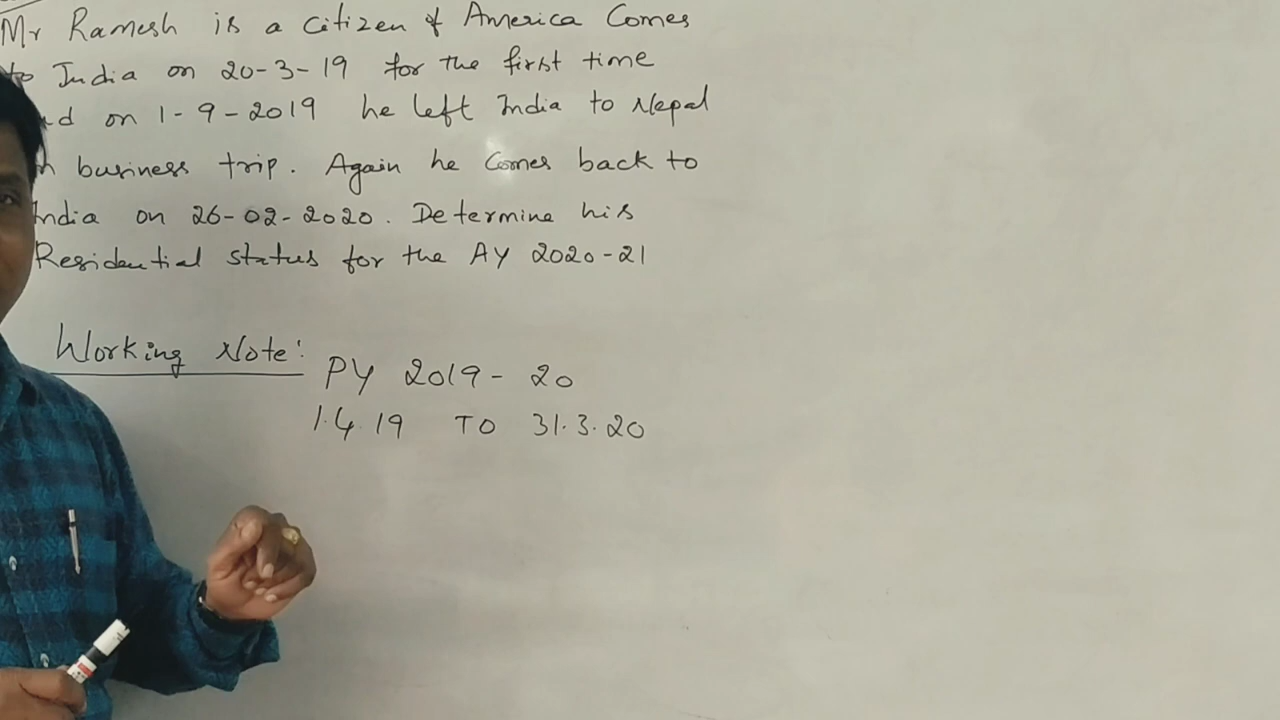 Mr Ramesh is a citizen of America Comes
to India on 20-3-19 for the first time
on 1-9-2019 he left India to Nepal
business trip. Again he Comes back to
India on 26-02-2020. Determine his
Residential status for the AY 2020-21
Working Note:
PY 2019-20
1.4.19 TO 31.3.20